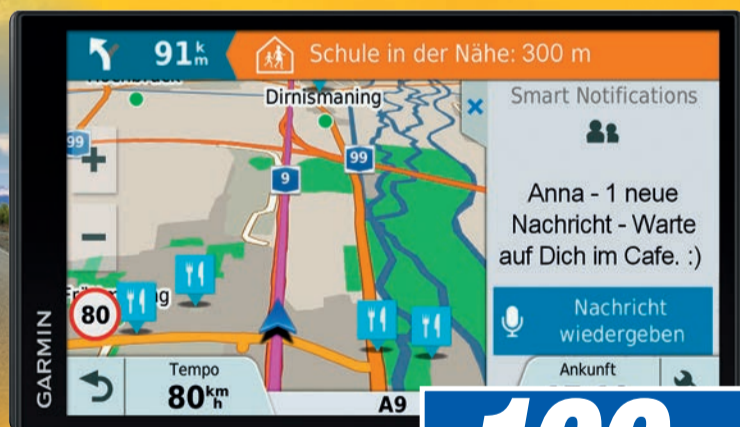 91 km
Schule in der Nähe: 300 m
Dirnismaning
Smart Notifications
99
99
9
Anna - 1 neue
Nachricht - Warte
auf Dich im Cafe. :)
80
Nachricht
wiedergeben
GARMIN
Tempo
80 km/h
A9
Ankunft